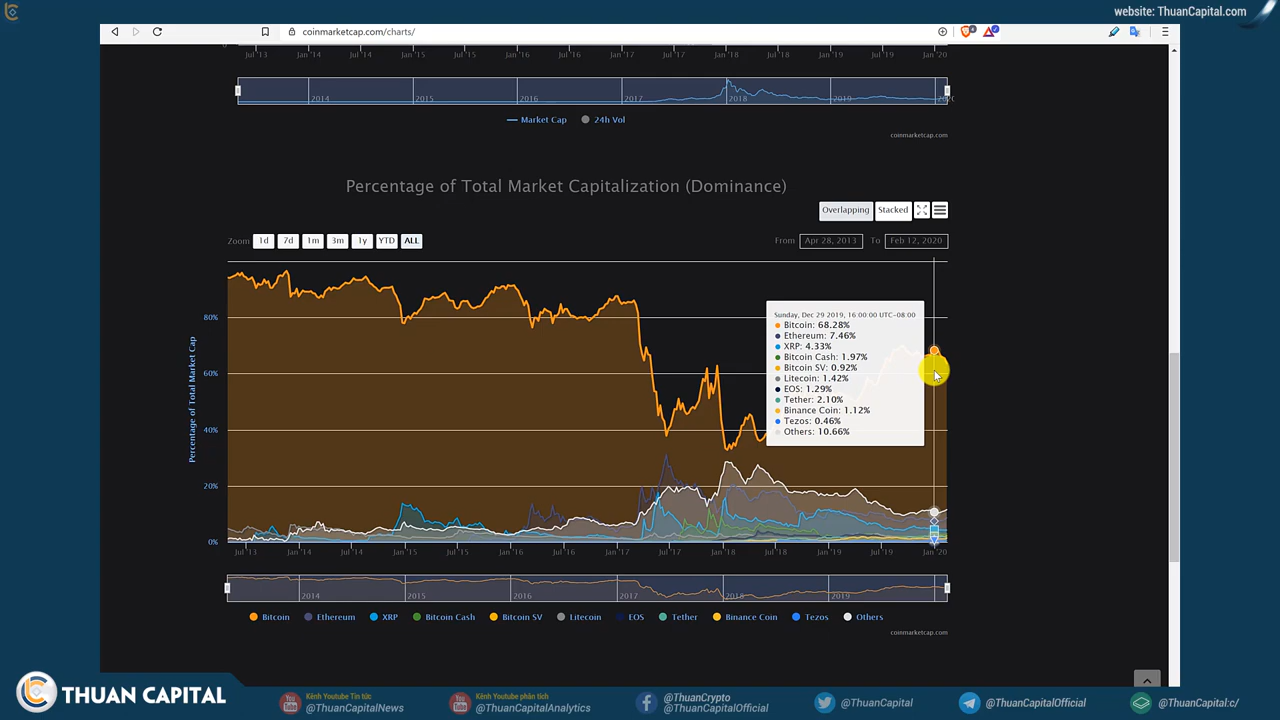 website: ThuanCapital.com
coinmarketcap.com/charts/
Jul '13 Jan '14 Jul '14 Jan '15 Jul '15 Jan '16 Jul '16 Jan '17 Jul '17 Jan '18 Jul '18 Jan '19 Jul '19 Jan '20
2014 2015 2016 2017 2018 2019
Market Cap 24h Vol
coinmarketcap.com
Percentage of Total Market Capitalization (Dominance)
Overlapping Stacked
Zoom 1d 7d 1m 3m 1y YTD ALL From Apr 28, 2013 To Feb 12, 2020
Percentage of Total Market Cap
80%
60%
40%
20%
0%
Sunday, Dec 29 2019, 16 00 00 UTC-08:00
Bitcoin: 68.28%
Ethereum: 7.46%
XRP: 4.33%
Bitcoin Cash: 1.97%
Bitcoin SV: 0.92%
Litecoin: 1.42%
EOS: 1.29%
Tether: 2.10%
Binance Coin: 1.12%
Tezos: 0.46%
Others: 10.66%
Jul '13 Jan '14 Jul '14 Jan '15 Jul '15 Jan '16 Jul '16 Jan '17 Jul '17 Jan '18 Jul '18 Jan '19 Jul '19 Jan '20
2014 2015 2016 2017 2018 2019
Bitcoin Ethereum XRP Bitcoin Cash Bitcoin SV Litecoin EOS Tether Binance Coin Tezos Others
coinmarketcap.com
THUAN CAPITAL
Kênh Youtube Tin tức
@ThuanCapitalNews
Kênh Youtube phân tích
@ThuanCapitalAnalytics
@ThuanCrypto
@ThuanCapitalOfficial
@ThuanCapital
@ThuanCapitalOfficial
@ThuanCapital:c/